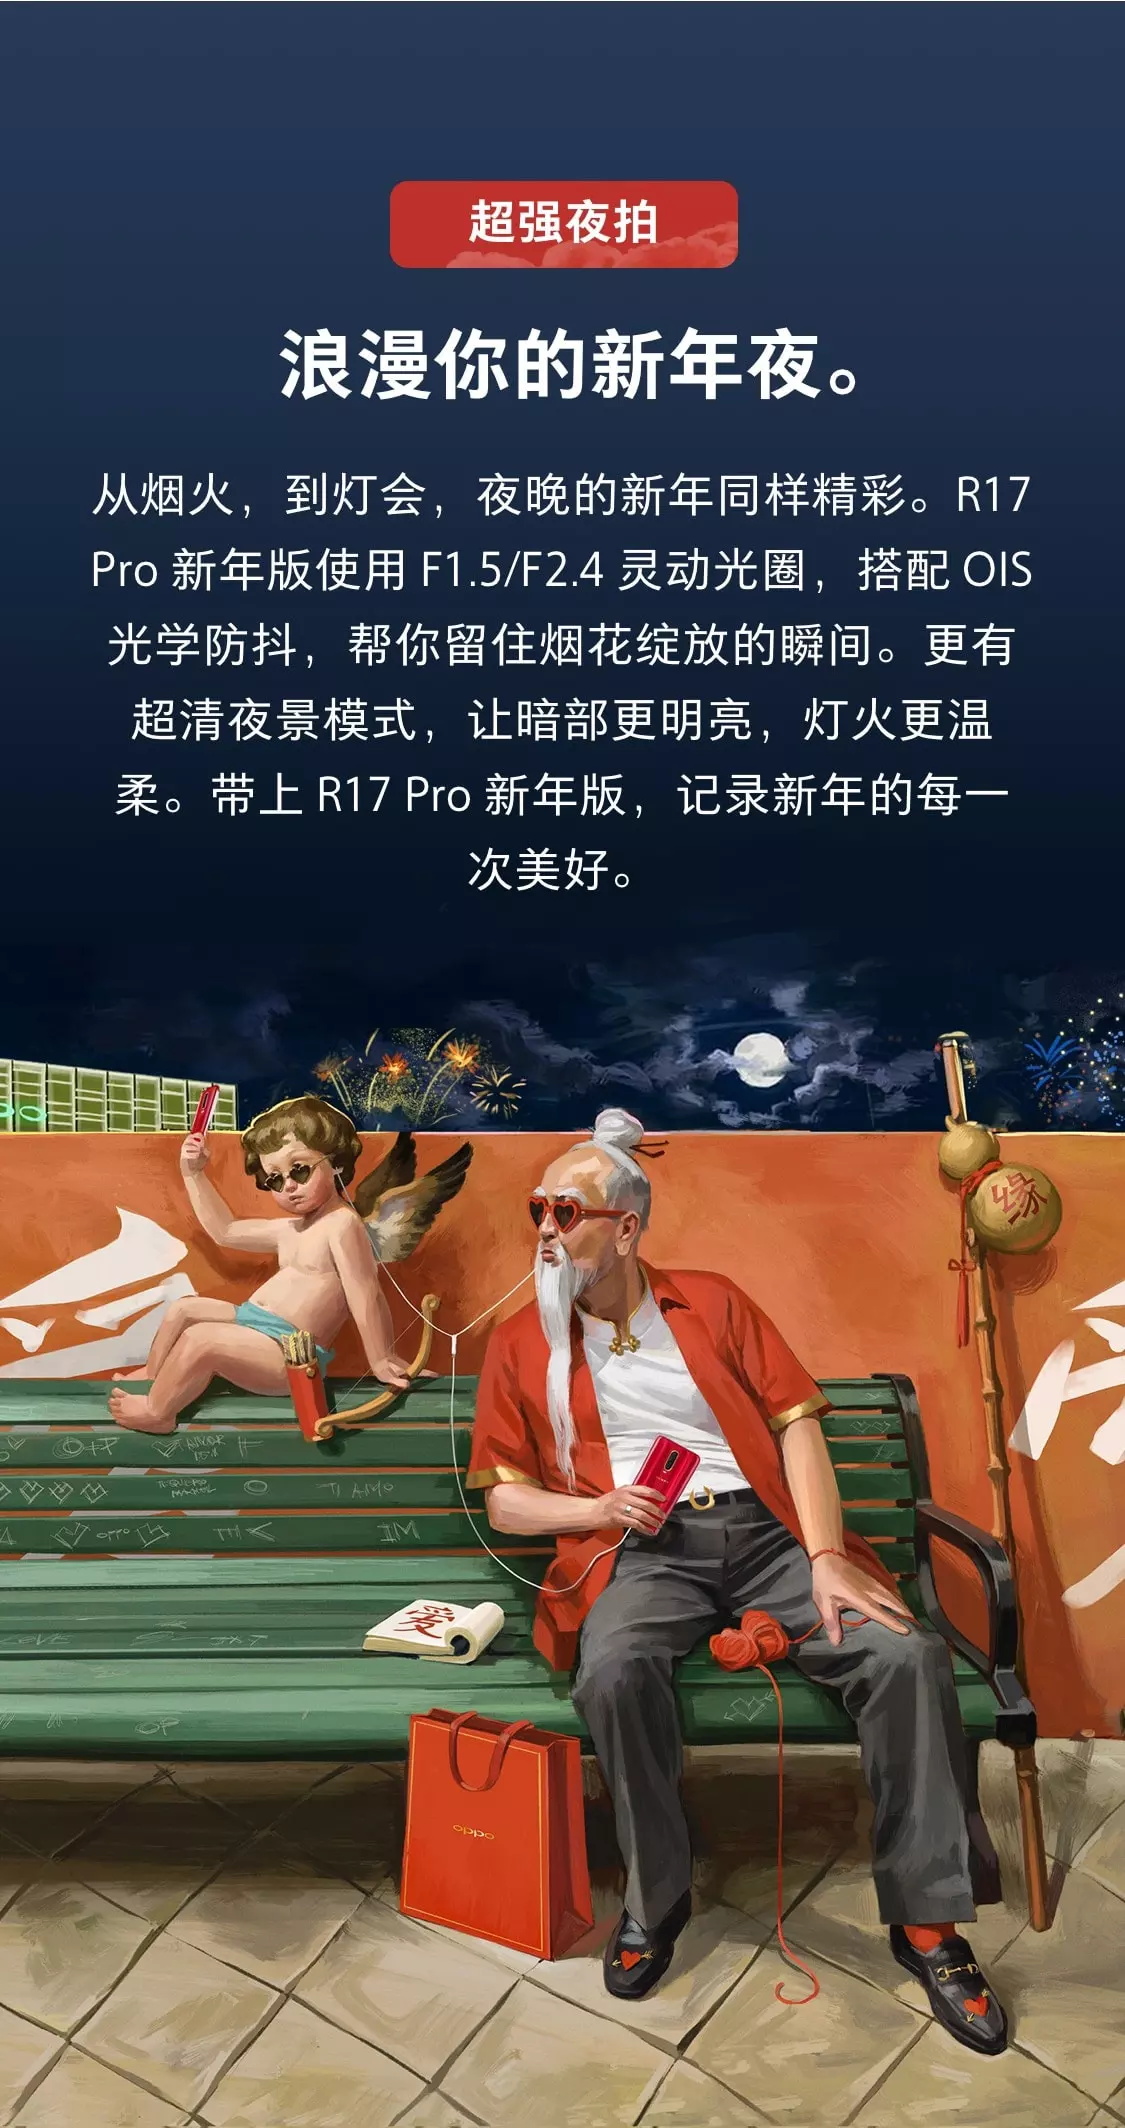 超强夜拍
浪漫你的新年夜。
从烟火，到灯会，夜晚的新年同样精彩。R17
Pro 新年版使用 F1.5/F2.4 灵动光圈，搭配 OIS
光学防抖，帮你留住烟花绽放的瞬间。更有
超清夜景模式，让暗部更明亮，灯火更温
柔。带上 R17 Pro 新年版，记录新年的每一
次美好。
缘
oppo
IM
爱
LOVE
OP
oppo